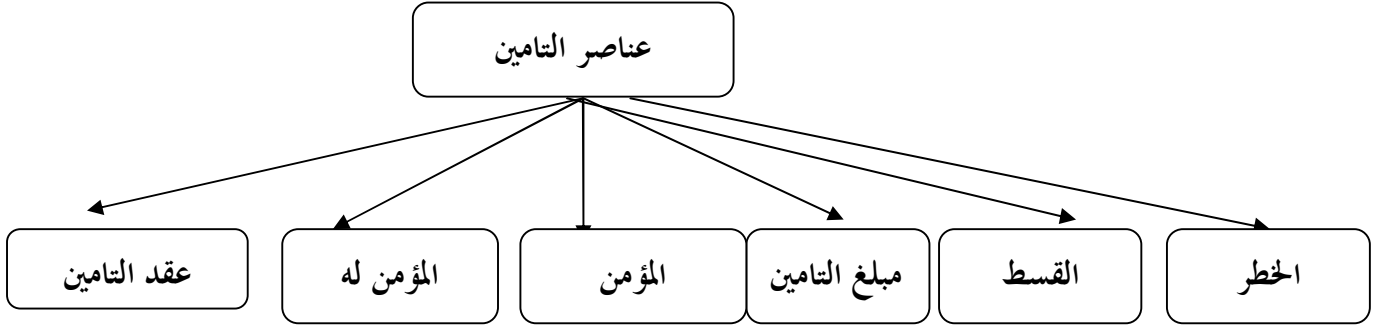 عناصر التامين
الخطر
القسط
مبلغ التامين
المؤمن
المؤمن له
عقد التامين